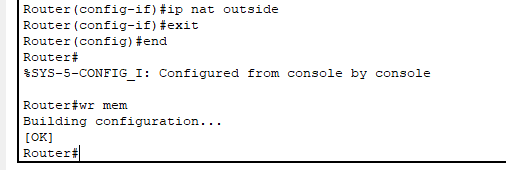 Router(config-if)#ip nat outside
Router(config-if)#exit
Router(config)#end
Router#
%SYS-5-CONFIG_I: Configured from console by console

Router#wr mem
Building configuration...
[OK]
Router#